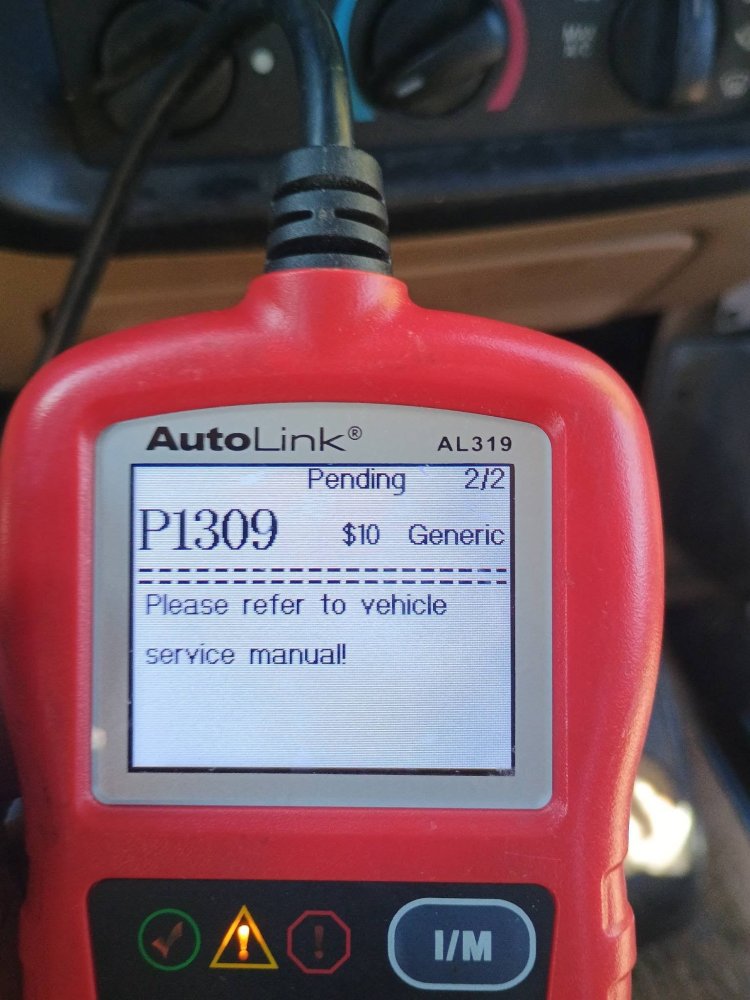 AutoLink® AL319
Pending 2/2
P1309 $10 Generic
Please refer to vehicle
service manual!
I/M